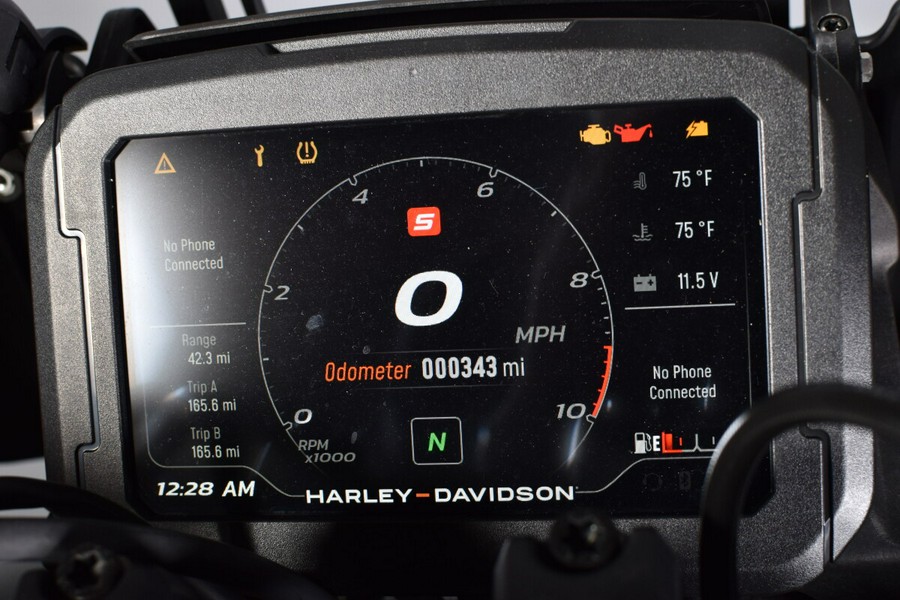 75 °F
4
6
S
75 °F
No Phone
Connected
2
8
11.5 V
0
MPH
Range
42.3 mi
Odometer 000343 mi
No Phone
Connected
Trip A
165.6 mi
0
10
Trip B
165.6 mi
RPM
x1000
N
E
12:28 AM
HARLEY-DAVIDSON